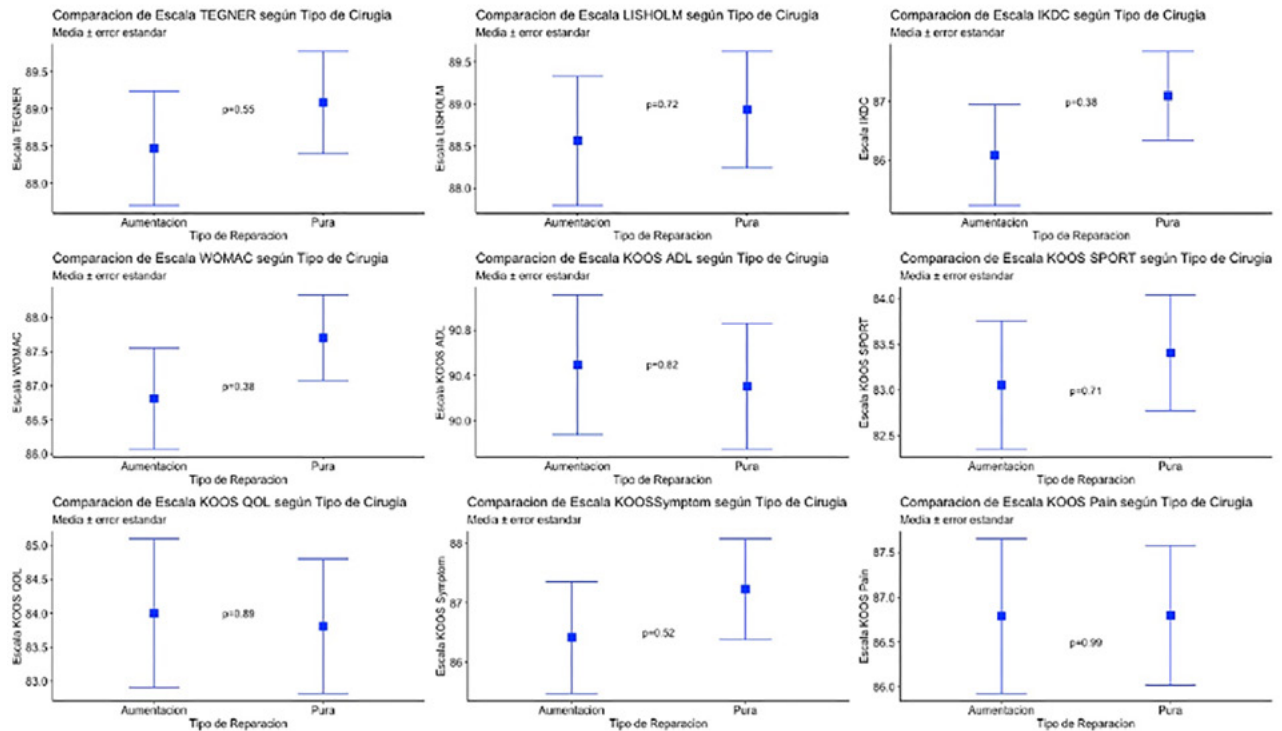 Comparacion de Escala TEGNER según Tipo de Cirugia
Media ± error estandar
Escala TEGNER
89.5
89.0
88.5
88.0
p=0.55
Aumentacion
Pura
Tipo de Reparacion
Comparacion de Escala LISHOLM según Tipo de Cirugia
Media ± error estandar
Escala LISHOLM
89.5
89.0
88.5
88.0
p=0.72
Aumentacion
Pura
Tipo de Reparacion
Comparacion de Escala IKDC según Tipo de Cirugia
Media ± error estandar
Escala IKDC
87
86
p=0.38
Aumentacion
Pura
Tipo de Reparacion
Comparacion de Escala WOMAC según Tipo de Cirugia
Media ± error estandar
Escala WOMAC
88.0
87.5
87.0
86.5
86.0
p=0.38
Aumentacion
Pura
Tipo de Reparacion
Comparacion de Escala KOOS ADL según Tipo de Cirugia
Media ± error estandar
Escala KOOS ADL
90.8
90.4
90.0
p=0.82
Aumentacion
Pura
Tipo de Reparacion
Comparacion de Escala KOOS SPORT según Tipo de Cirugia
Media ± error estandar
Escala KOOS SPORT
84.0
83.5
83.0
82.5
p=0.71
Aumentacion
Pura
Tipo de Reparacion
Comparacion de Escala KOOS QOL según Tipo de Cirugia
Media ± error estandar
Escala KOOS QOL
85.0
84.5
84.0
83.5
83.0
p=0.89
Aumentacion
Pura
Tipo de Reparacion
Comparacion de Escala KOOSSymptom según Tipo de Cirugia
Media ± error estandar
Escala KOOS Symptom
88
87
86
p=0.52
Aumentacion
Pura
Tipo de Reparacion
Comparacion de Escala KOOS Pain según Tipo de Cirugia
Media ± error estandar
Escala KOOS Pain
87.5
87.0
86.5
86.0
p=0.99
Aumentacion
Pura
Tipo de Reparacion